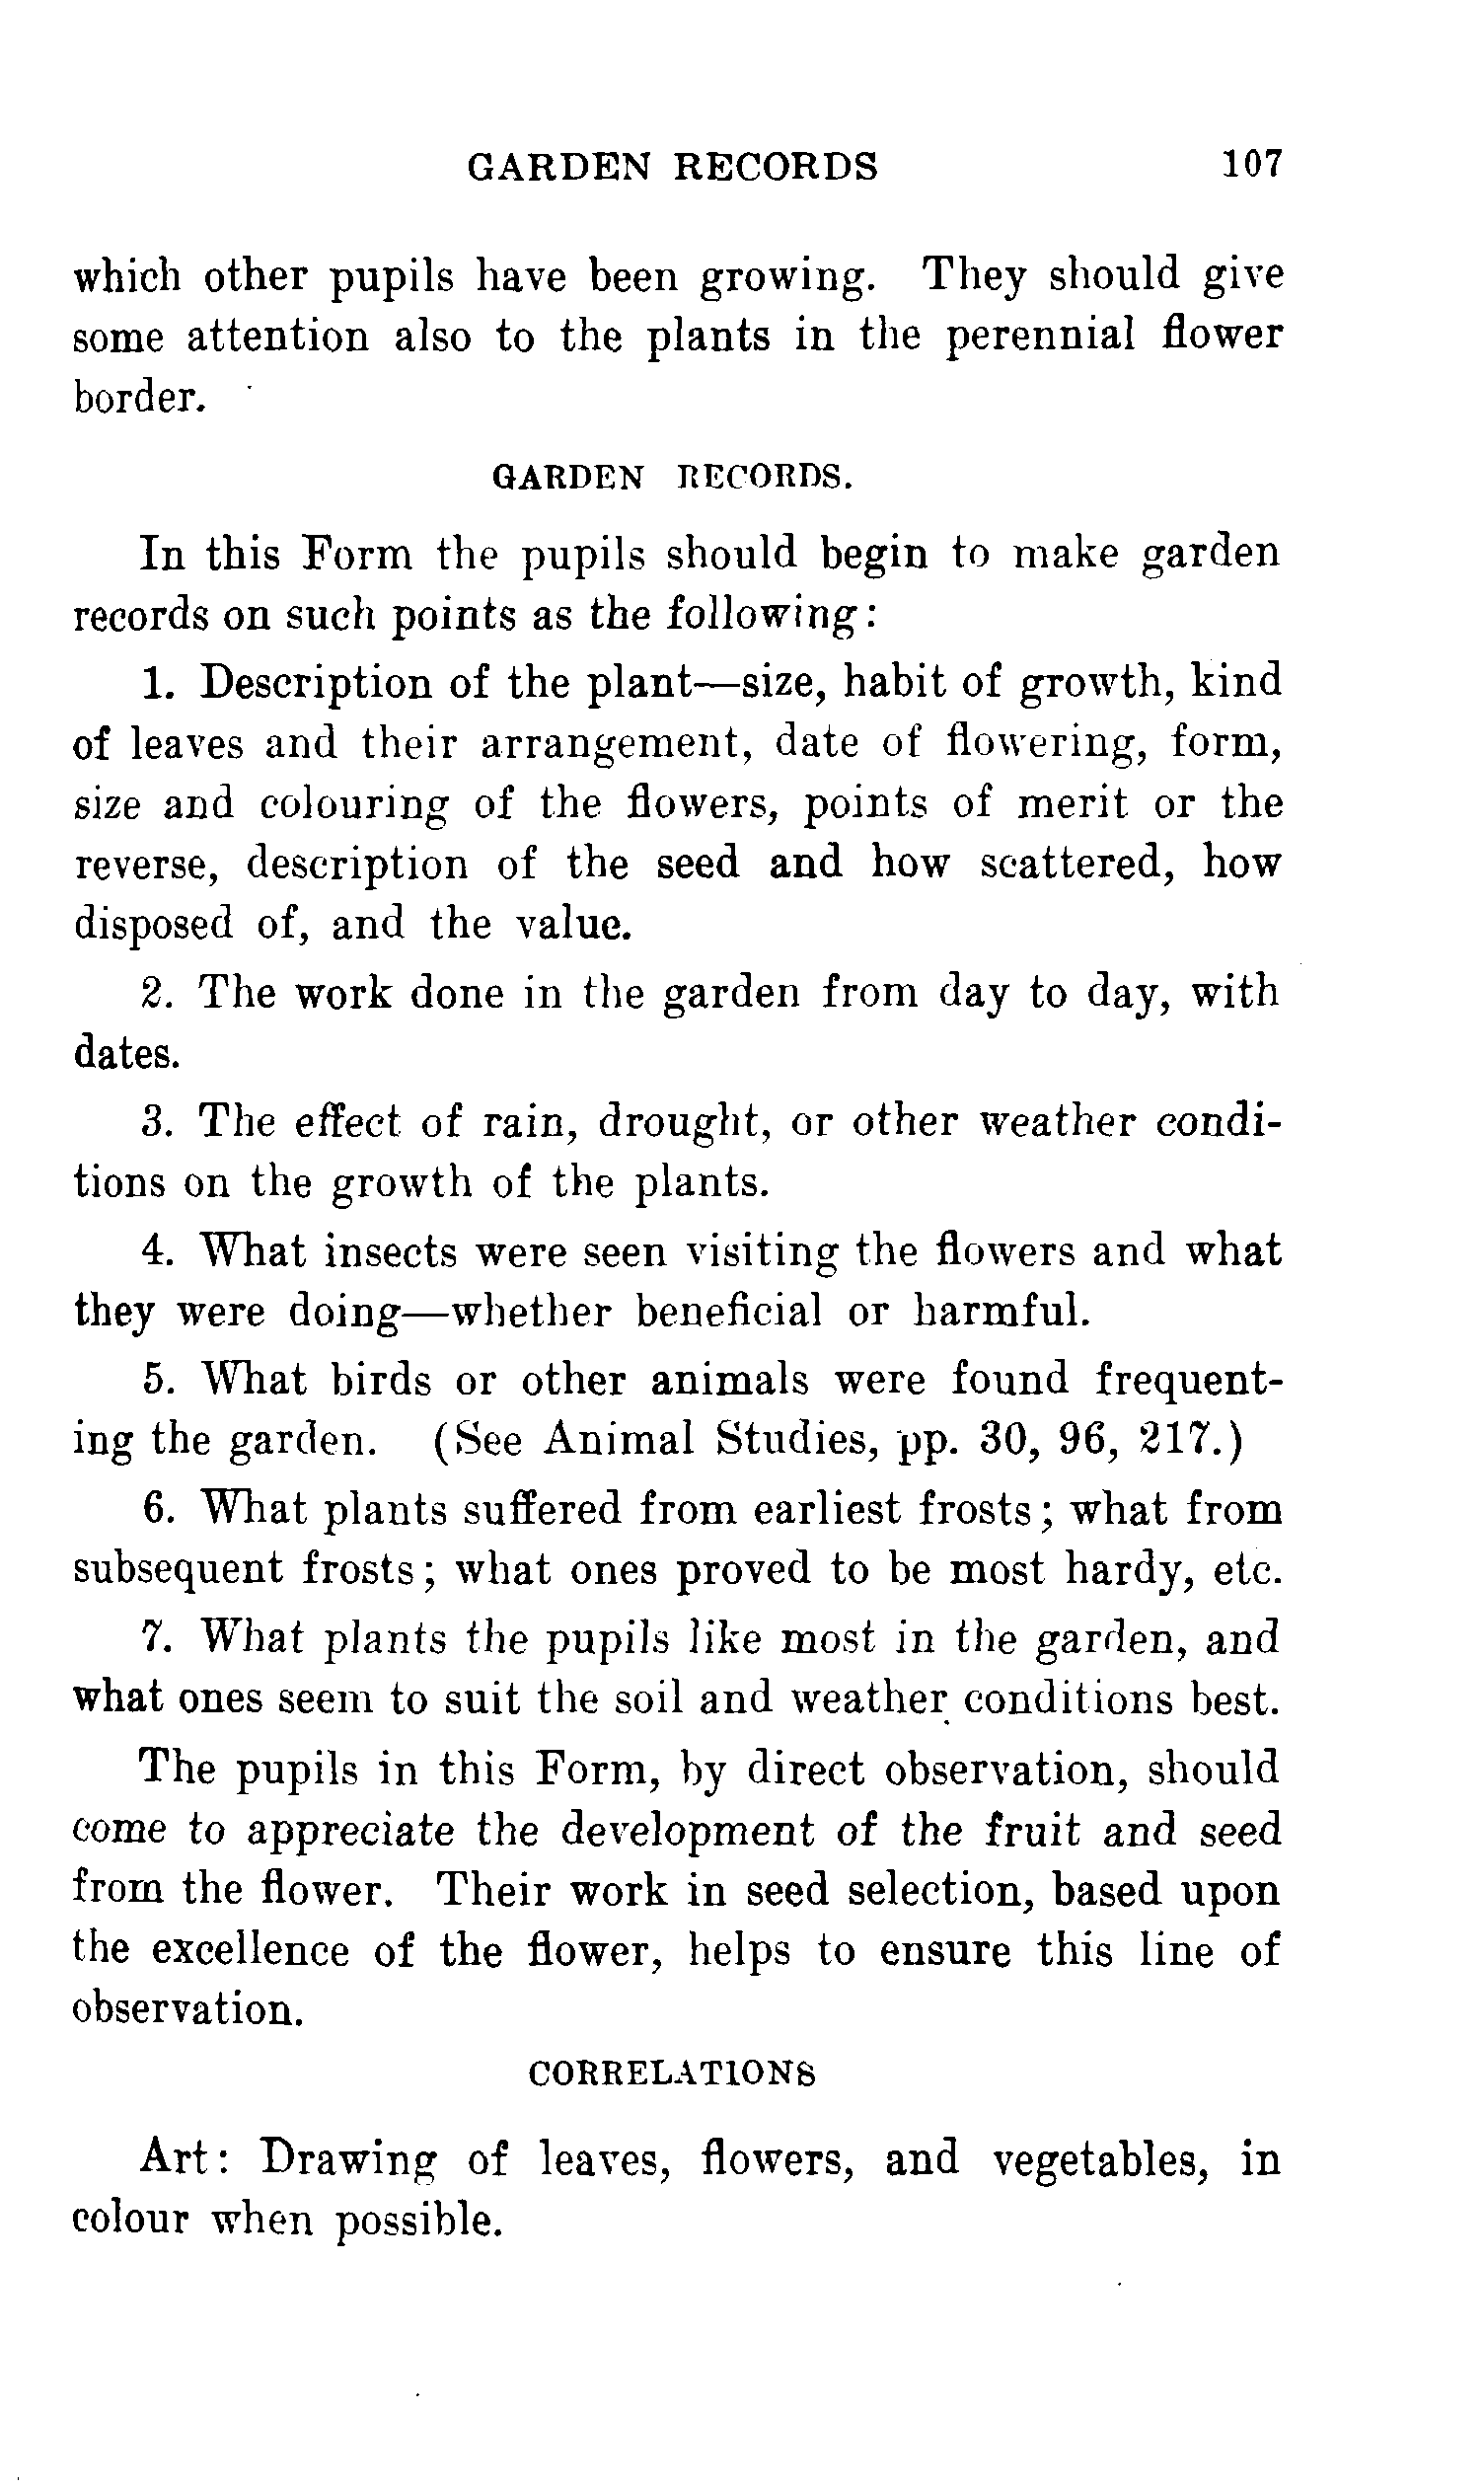 GARDEN RECORDS 107
which other pupils have been growing. They should give
some attention also to the plants in the perennial flower
border.
GARDEN RECORDS.
In this Form the pupils should begin to make garden
records on such points as the following:
1. Description of the plant—size, habit of growth, kind
of leaves and their arrangement, date of flowering, form,
size and colouring of the flowers, points of merit or the
reverse, description of the seed and how scattered, how
disposed of, and the value.
2. The work done in the garden from day to day, with
dates.
3. The effect of rain, drought, or other weather condi-
tions on the growth of the plants.
4. What insects were seen visiting the flowers and what
they were doing—whether beneficial or harmful.
5. What birds or other animals were found frequent-
ing the garden. (See Animal Studies, pp. 30, 96, 217.)
6. What plants suffered from earliest frosts; what from
subsequent frosts; what ones proved to be most hardy, etc.
7. What plants the pupils like most in the garden, and
what ones seem to suit the soil and weather conditions best.
The pupils in this Form, by direct observation, should
come to appreciate the development of the fruit and seed
from the flower. Their work in seed selection, based upon
the excellence of the flower, helps to ensure this line of
observation.
CORRELATIONS
Art: Drawing of leaves, flowers, and vegetables, in
colour when possible.